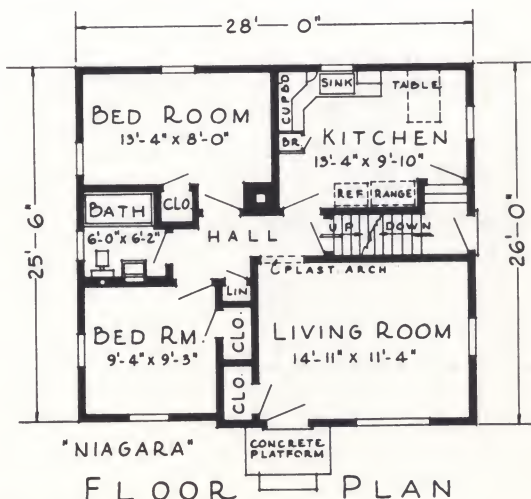 28'- 0"
BED ROOM
13'-4" x 8'-0"
CUP'BD
SINK
TABLE
BR.
KITCHEN
13'-4" x 9'-10"
REF.
RANGE
CLO.
BATH
6'-0" x 6'-2"
HALL
UP
DOWN
25'- 6"
26'- 0"
PLAST. ARCH
LIN
BED RM.
9'-4" x 9'-3"
CLO.
LIVING ROOM
14'-11" x 11'-4"
CLO.
CONCRETE
PLATFORM
"NIAGARA"
FLOOR PLAN